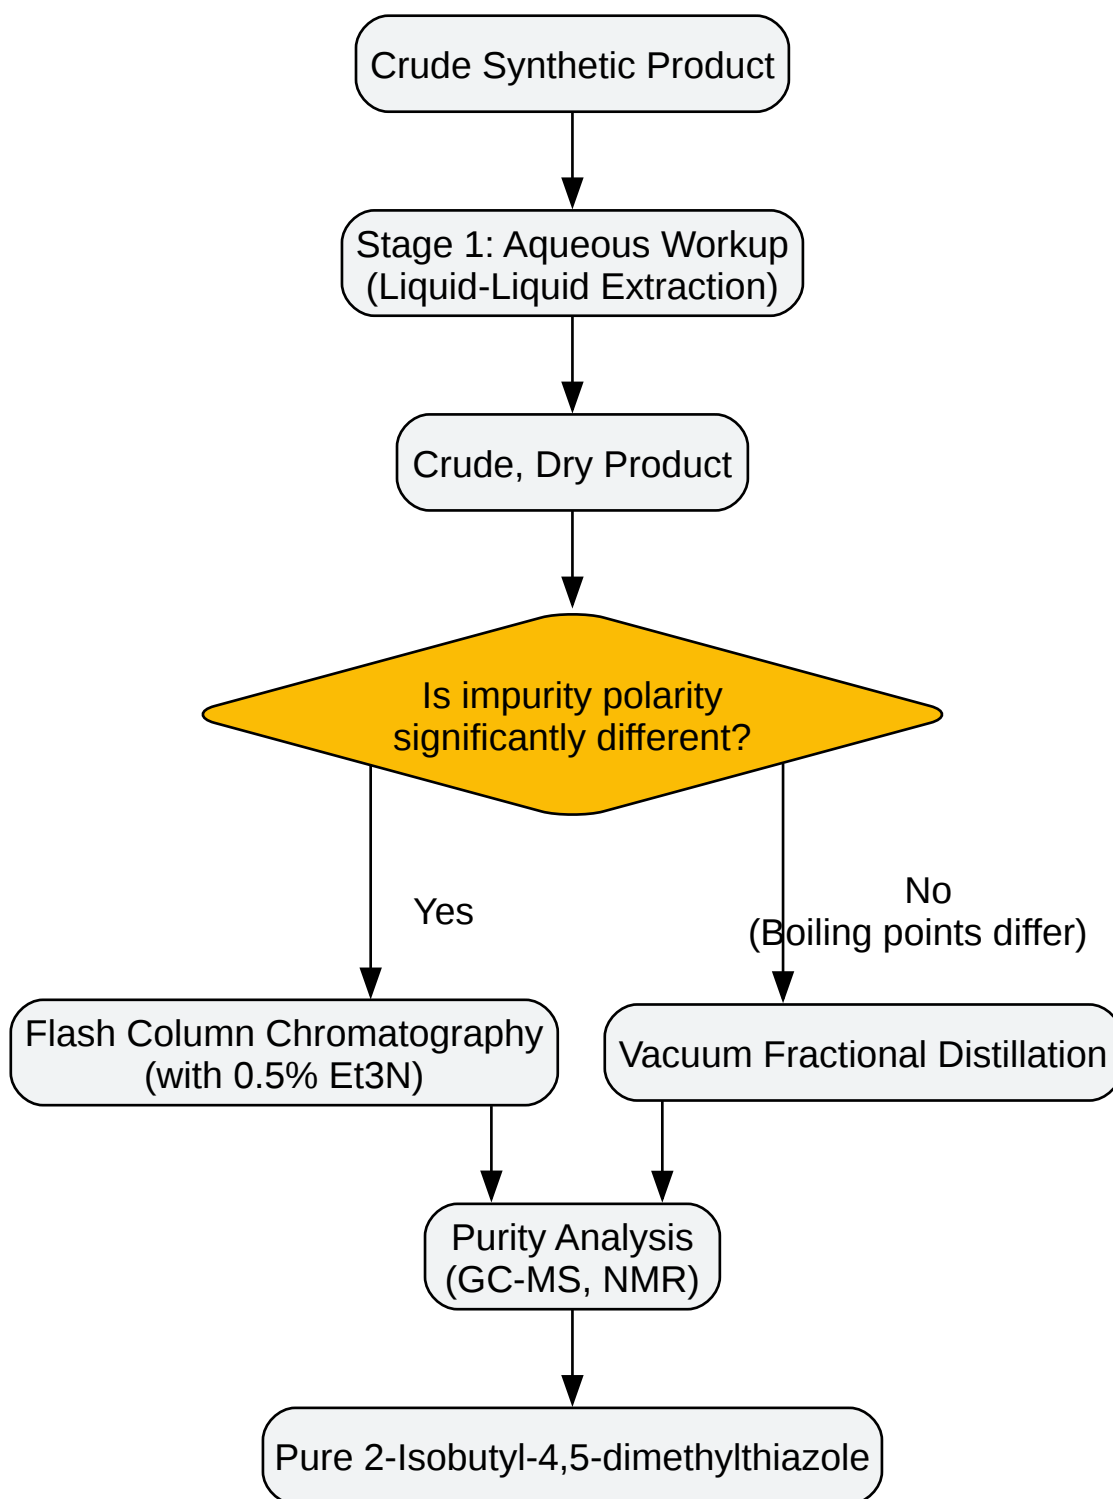 Crude Synthetic Product
Stage 1: Aqueous Workup
(Liquid-Liquid Extraction)
Crude, Dry Product
Is impurity polarity
significantly different?
Yes
No
(Boiling points differ)
Flash Column Chromatography
(with 0.5% Et3N)
Vacuum Fractional Distillation
Purity Analysis
(GC-MS, NMR)
Pure 2-Isobutyl-4,5-dimethylthiazole